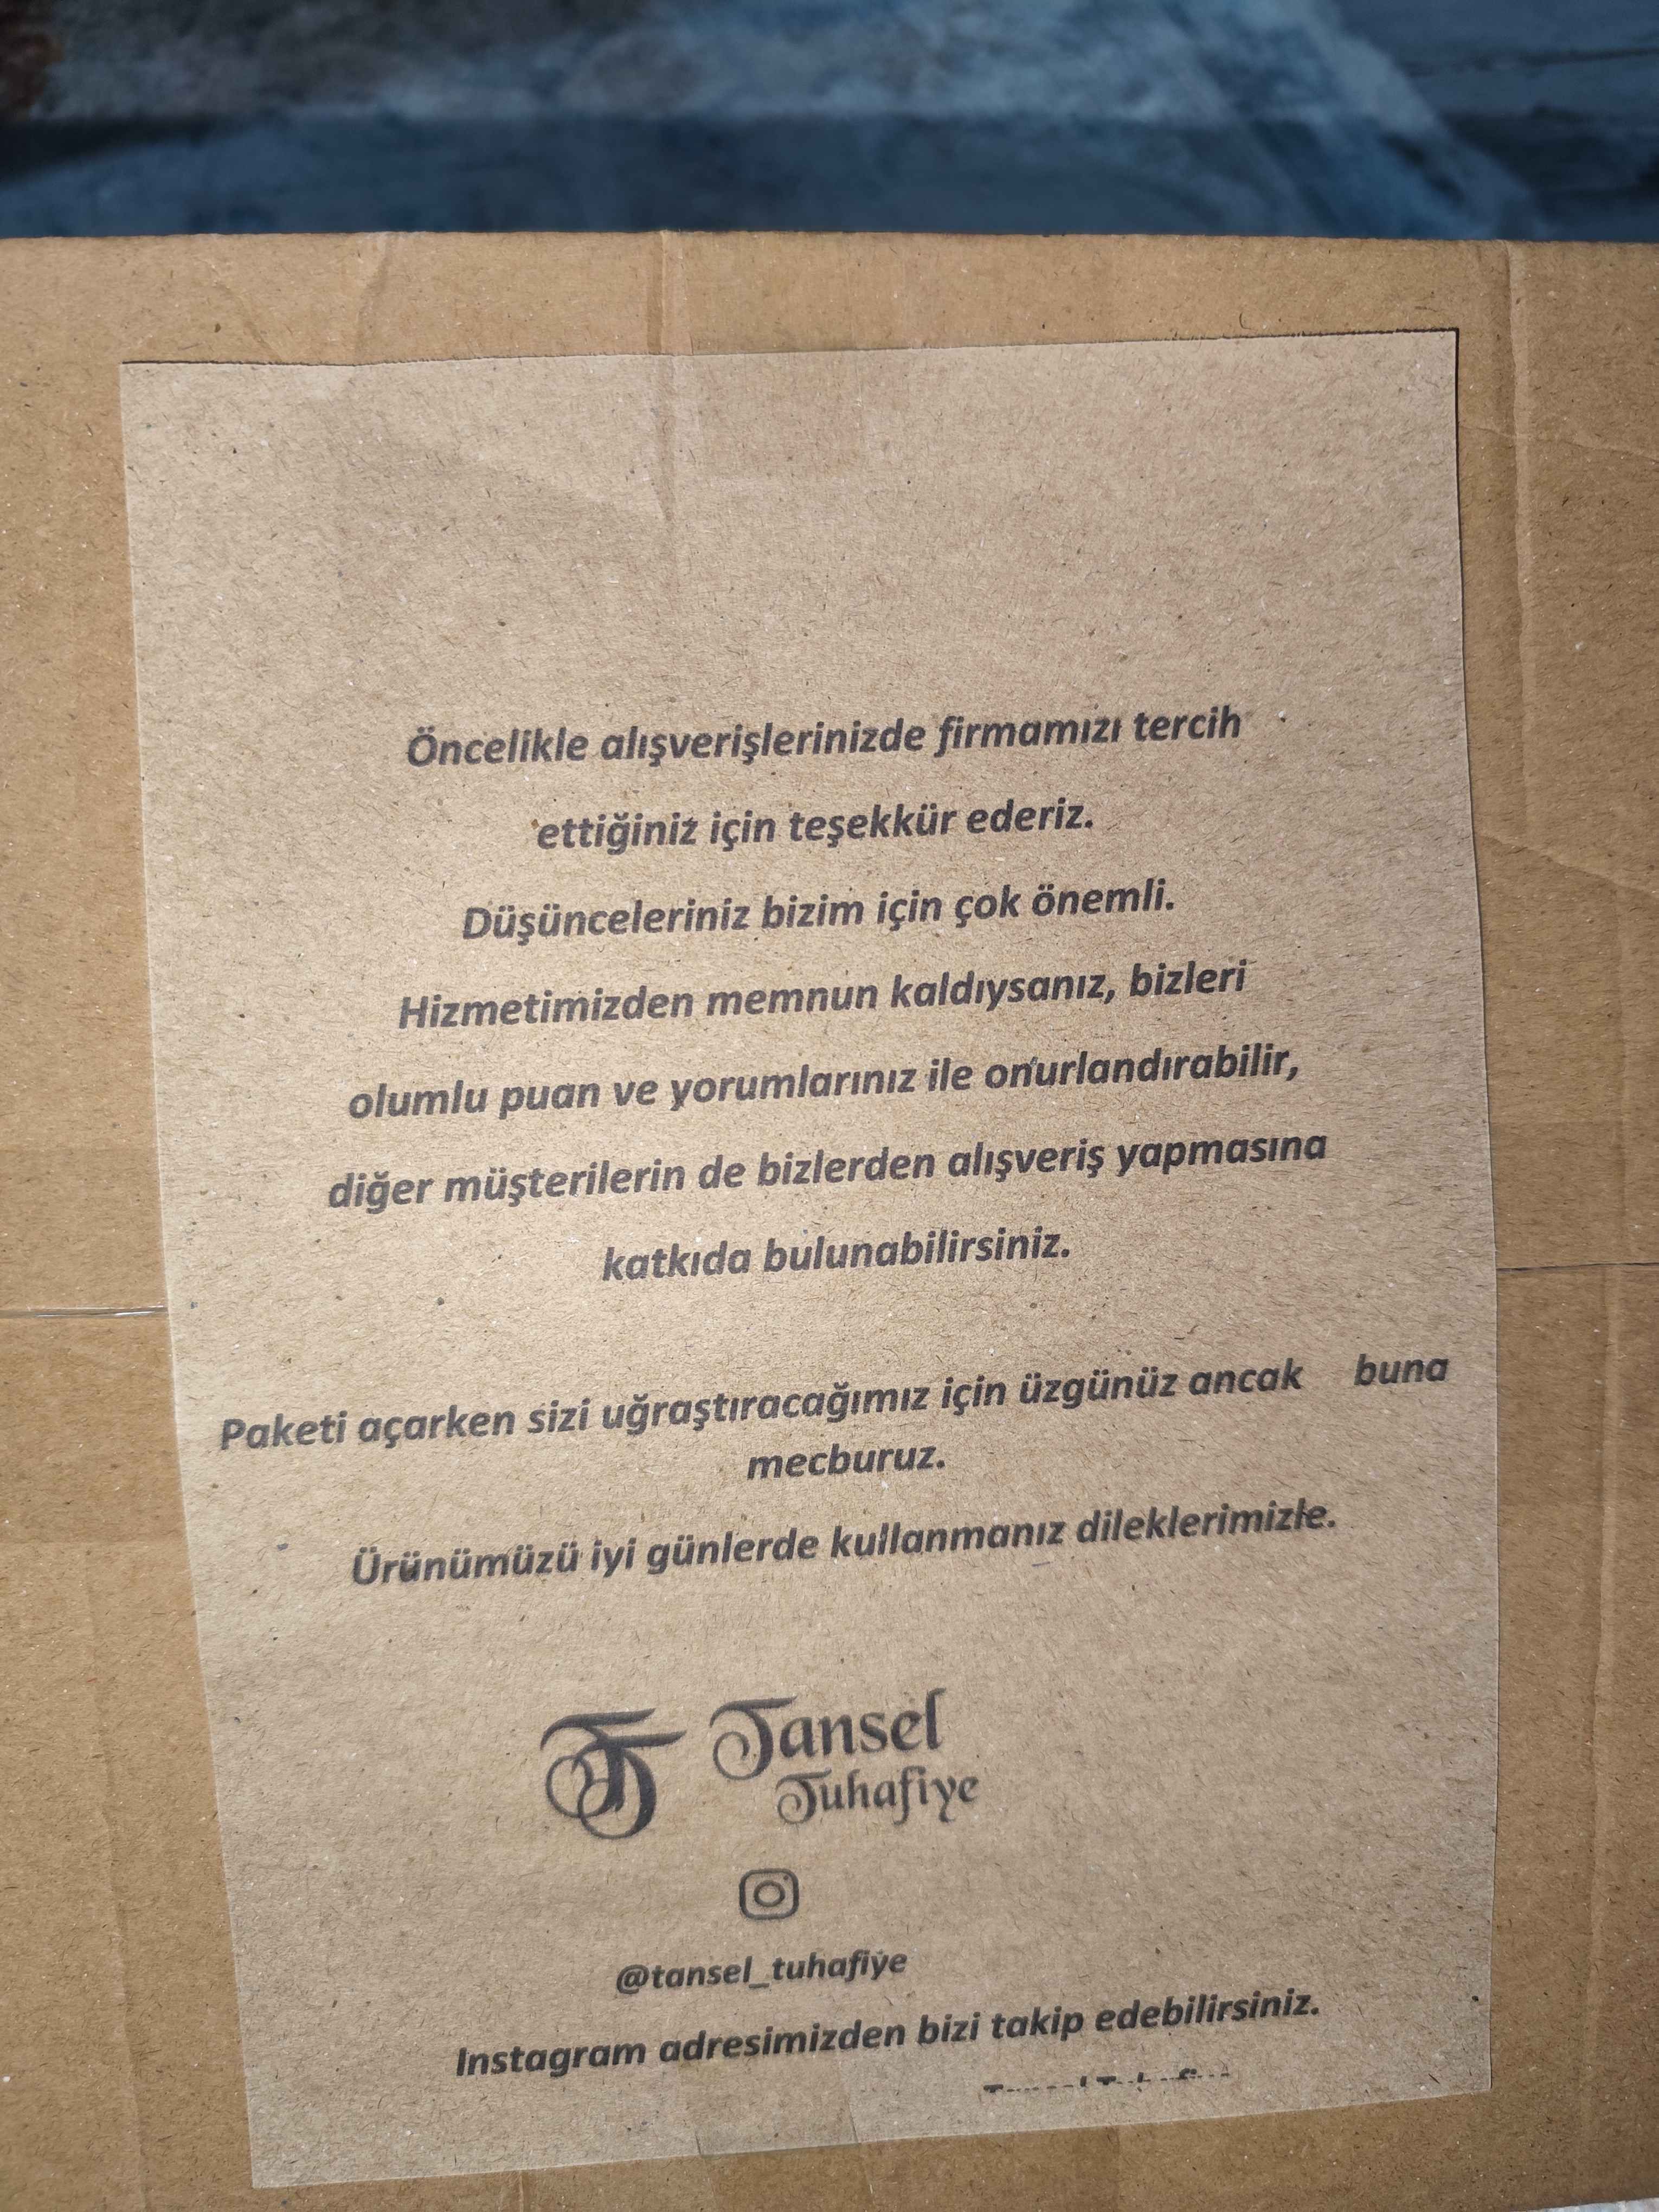 Öncelikle alışverişlerinizde firmamızı tercih
ettiğiniz için teşekkür ederiz.
Düşünceleriniz bizim için çok önemli.
Hizmetimizden memnun kaldıysanız, bizleri
olumlu puan ve yorumlarınız ile onurlandırabilir,
diğer müşterilerin de bizlerden alışveriş yapmasına
katkıda bulunabilirsiniz.
Paketi açarken sizi uğraştıracağımız için üzgünüz ancak buna
mecburuz.
Ürünümüzü iyi günlerde kullanmanız dileklerimizle.
TT Tansel
Tuhafiye
@tansel_tuhafiye
Instagram adresimizden bizi takip edebilirsiniz.